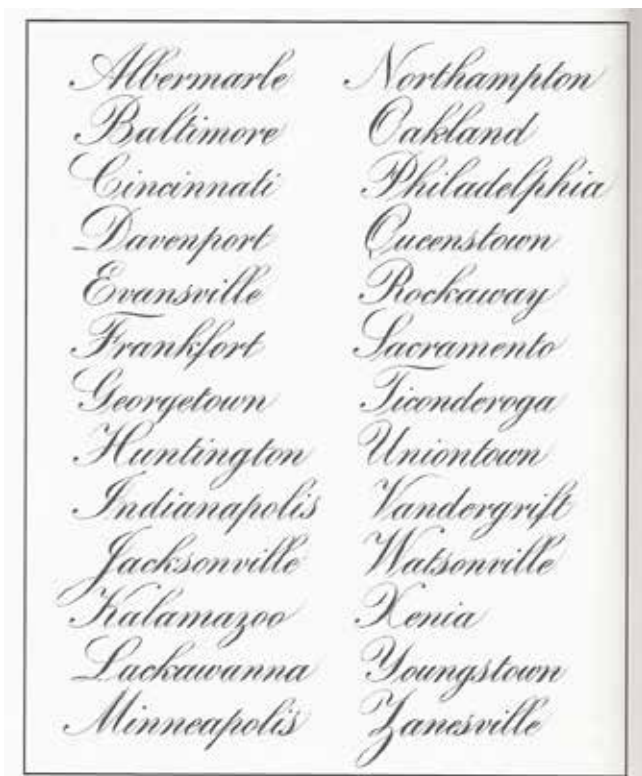 Albermarle
Baltimore
Cincinnati
Davenport
Evansville
Frankfort
Georgetown
Huntington
Indianapolis
Jacksonville
Kalamazoo
Lackawanna
Minneapolis
Northampton
Oakland
Philadelphia
Queenstown
Rockaway
Sacramento
Ticonderoga
Uniontown
Vandergrift
Watsonville
Xenia
Youngstown
Zanesville